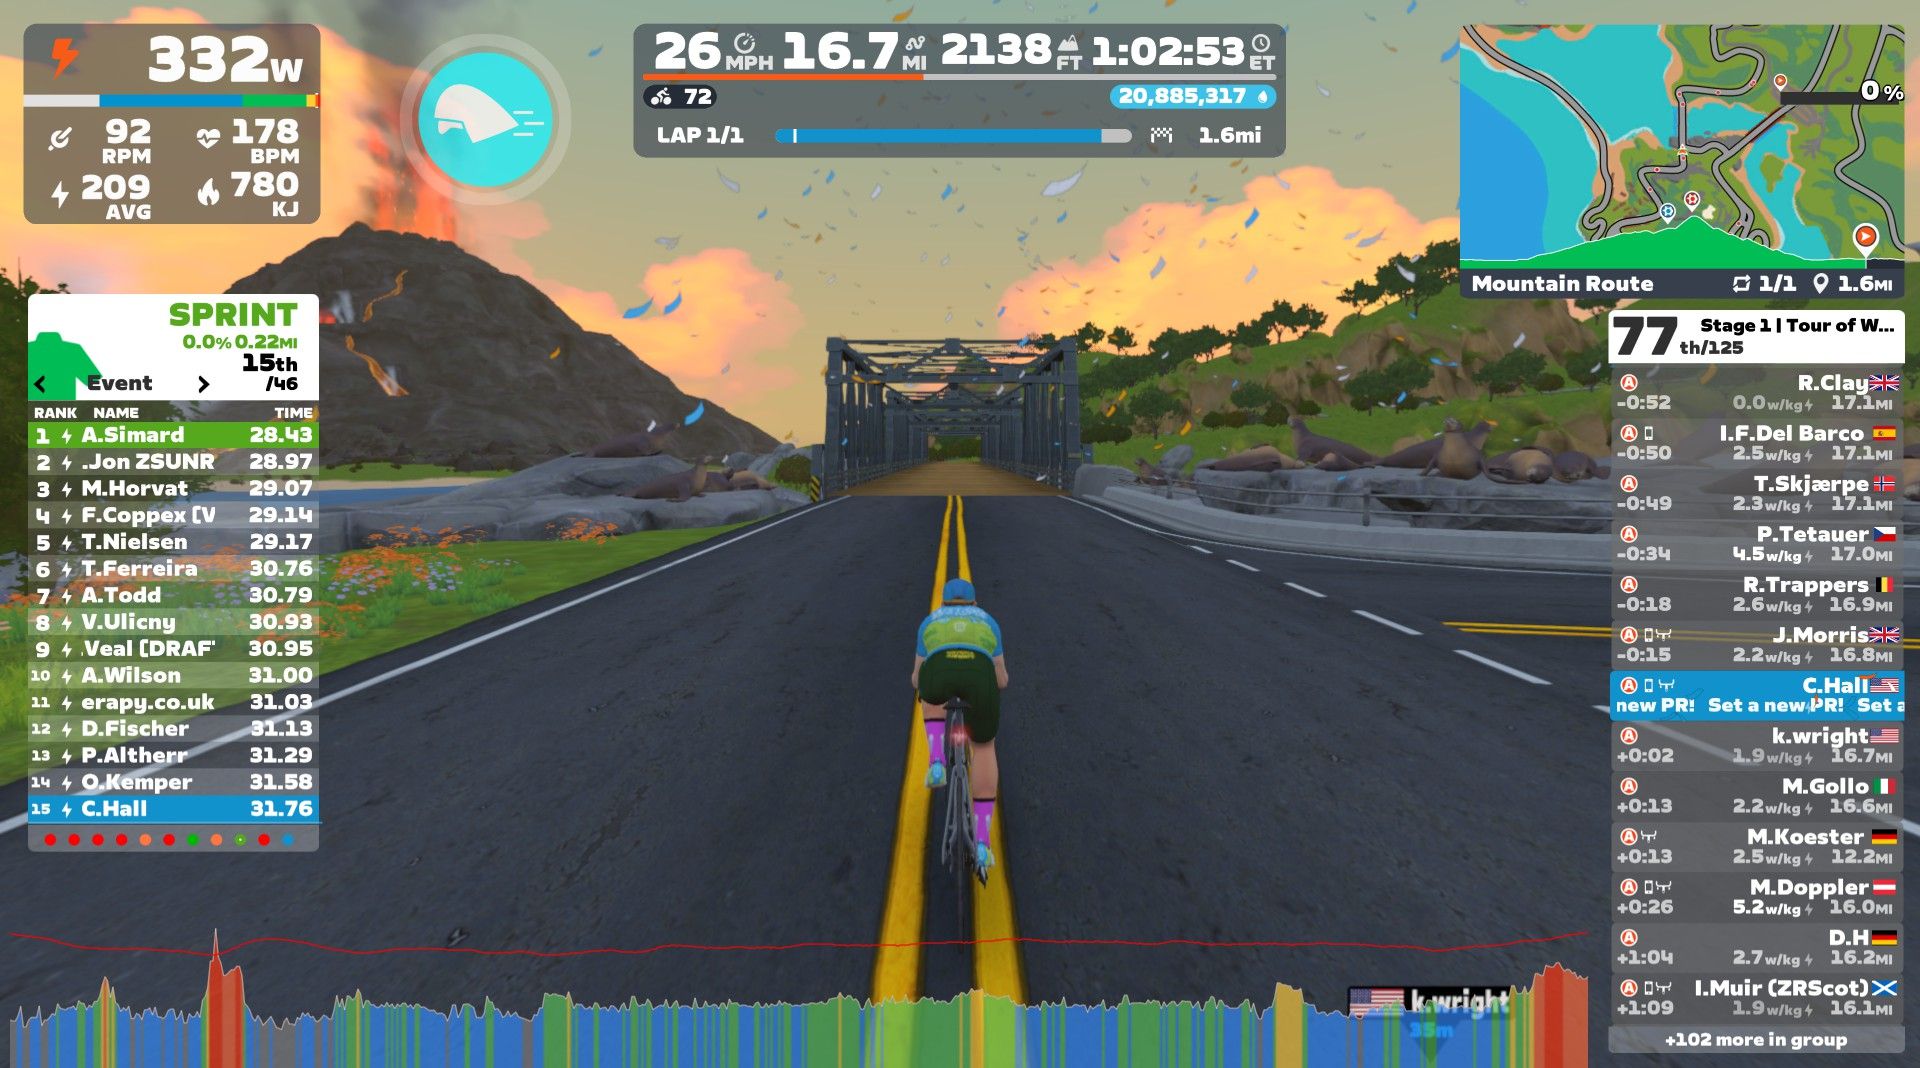 332W
92 RPM
178 BPM
209 AVG
780 KJ
26 MPH 16.7 MI 2138 FT 1:02:53 ET
72
20,885,317
LAP 1/1
1.6mi
0 %
Mountain Route 1/1 1.6MI
SPRINT
0.0% 0.22MI
15th
/46
Event
RANK NAME TIME
1 A.Simard 28.43
2 .Jon ZSUNR 28.97
3 M.Horvat 29.07
4 F.Coppex (V 29.14
5 T.Nielsen 29.17
6 T.Ferreira 30.76
7 A.Todd 30.79
8 V.Ulicny 30.93
9 .Veal (DRAF 30.95
10 A.Wilson 31.00
11 erapy.co.uk 31.03
12 D.Fischer 31.13
13 P.Altherr 31.29
14 O.Kemper 31.58
15 C.Hall 31.76
77th/125
Stage 1 | Tour of W...
A R.Clay
-0:52 0.0w/kg 17.1MI
A I.F.Del Barco
-0:50 2.5w/kg 17.1MI
A T.Skjærpe
-0:49 2.3w/kg 17.1MI
A P.Tetauer
-0:34 4.5w/kg 17.0MI
A R.Trappers
-0:18 2.6w/kg 16.9MI
A J.Morris
-0:15 2.2w/kg 16.8MI
A C.Hall
new PR! Set a new PR! Set a
A k.wright
+0:02 1.9w/kg 16.7MI
A M.Gollo
+0:13 2.2w/kg 16.6MI
A M.Koester
+0:13 2.5w/kg 12.2MI
A M.Doppler
+0:26 5.2w/kg 16.0MI
A D.H
+1:04 2.7w/kg 16.2MI
A I.Muir (ZRScot)
+1:09 1.9w/kg 16.1MI
+102 more in group
k.wright
35m